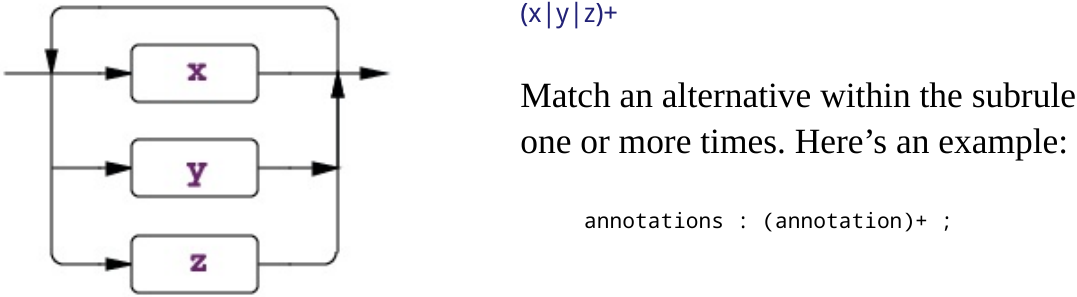 x
y
z
(x|y|z)+
Match an alternative within the subrule
one or more times. Here’s an example:
annotations : (annotation)+ ;